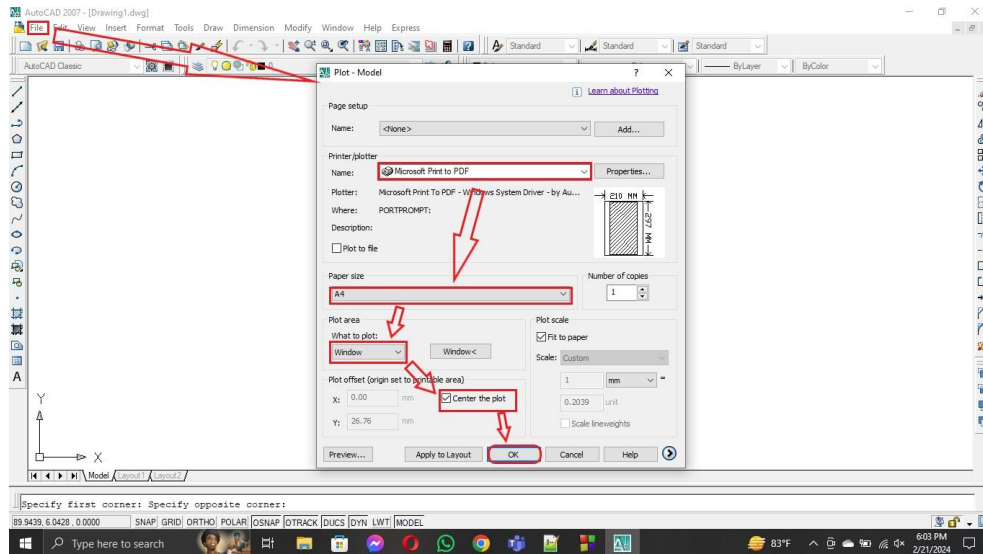 AutoCAD 2007 - [Drawing1.dwg]
File Edit View Insert Format Tools Draw Dimension Modify Window Help Express
Standard Standard Standard
AutoCAD Classic ByLayer ByColor
Plot - Model ? X
Learn about Plotting
Page setup
Name: <None> Add...
Printer/plotter
Name: Microsoft Print to PDF Properties...
Plotter: Microsoft Print To PDF - Windows System Driver - by Au...
Where: PORTPROMPT:
Description:
Plot to file
210 MM
297 MM
Paper size Number of copies
A4 1
Plot area Plot scale
What to plot: Fit to paper
Window Window< Scale: Custom
Plot offset (origin set to printable area) 1 mm =
X: 0.00 mm Center the plot 0.2039 unit
Y: 26.76 mm Scale lineweights
Preview... Apply to Layout OK Cancel Help
A
Y
X
Model Layout1 Layout2
Specify first corner: Specify opposite corner:
89.9439, 6.0428 , 0.0000 SNAP GRID ORTHO POLAR OSNAP OTRACK DUCS DYN LWT MODEL
Type here to search 83°F 6:03 PM
2/21/2024